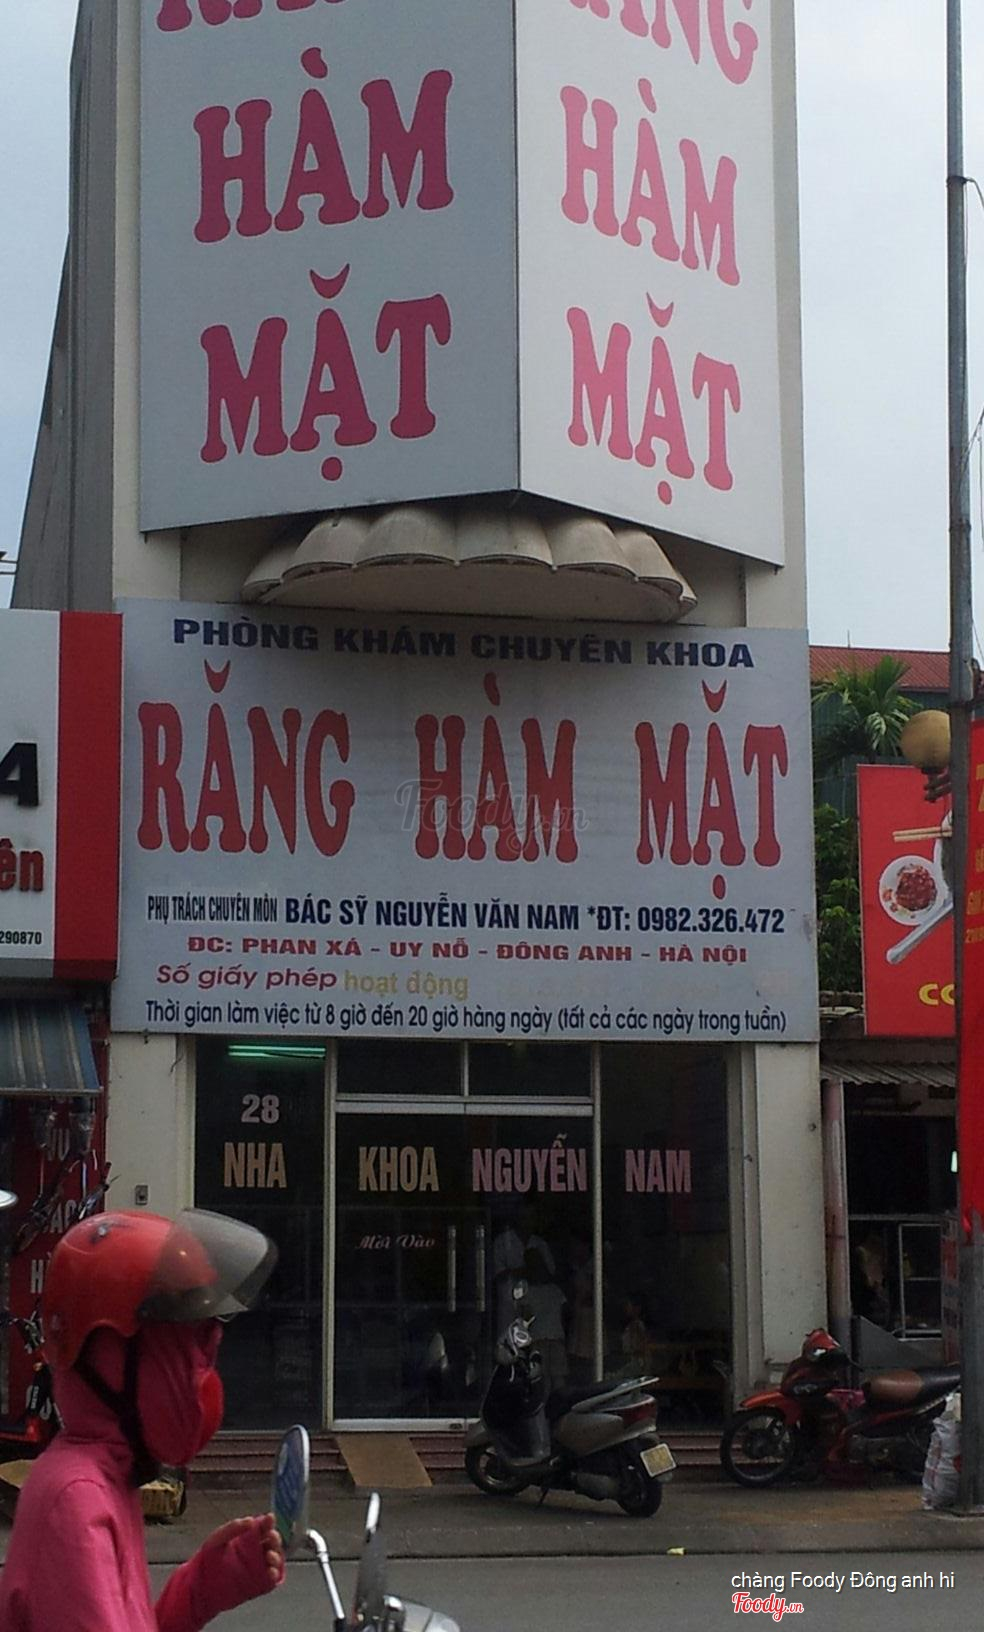 HÀM
MẶT
HÀM
MẶT
PHÒNG KHÁM CHUYÊN KHOA
RĂNG HÀM MẶT
Foody.vn
PHỤ TRÁCH CHUYÊN MÔN BÁC SỸ NGUYỄN VĂN NAM *ĐT: 0982.326.472
ĐC: PHAN XÁ - UY NỖ - ĐÔNG ANH - HÀ NỘI
Số giấy phép hoạt động
Thời gian làm việc từ 8 giờ đến 20 giờ hàng ngày (tất cả các ngày trong tuần)
290870
28
NHA KHOA NGUYỄN NAM
Mời Vào
chàng Foody Đông anh hi
Foody.vn